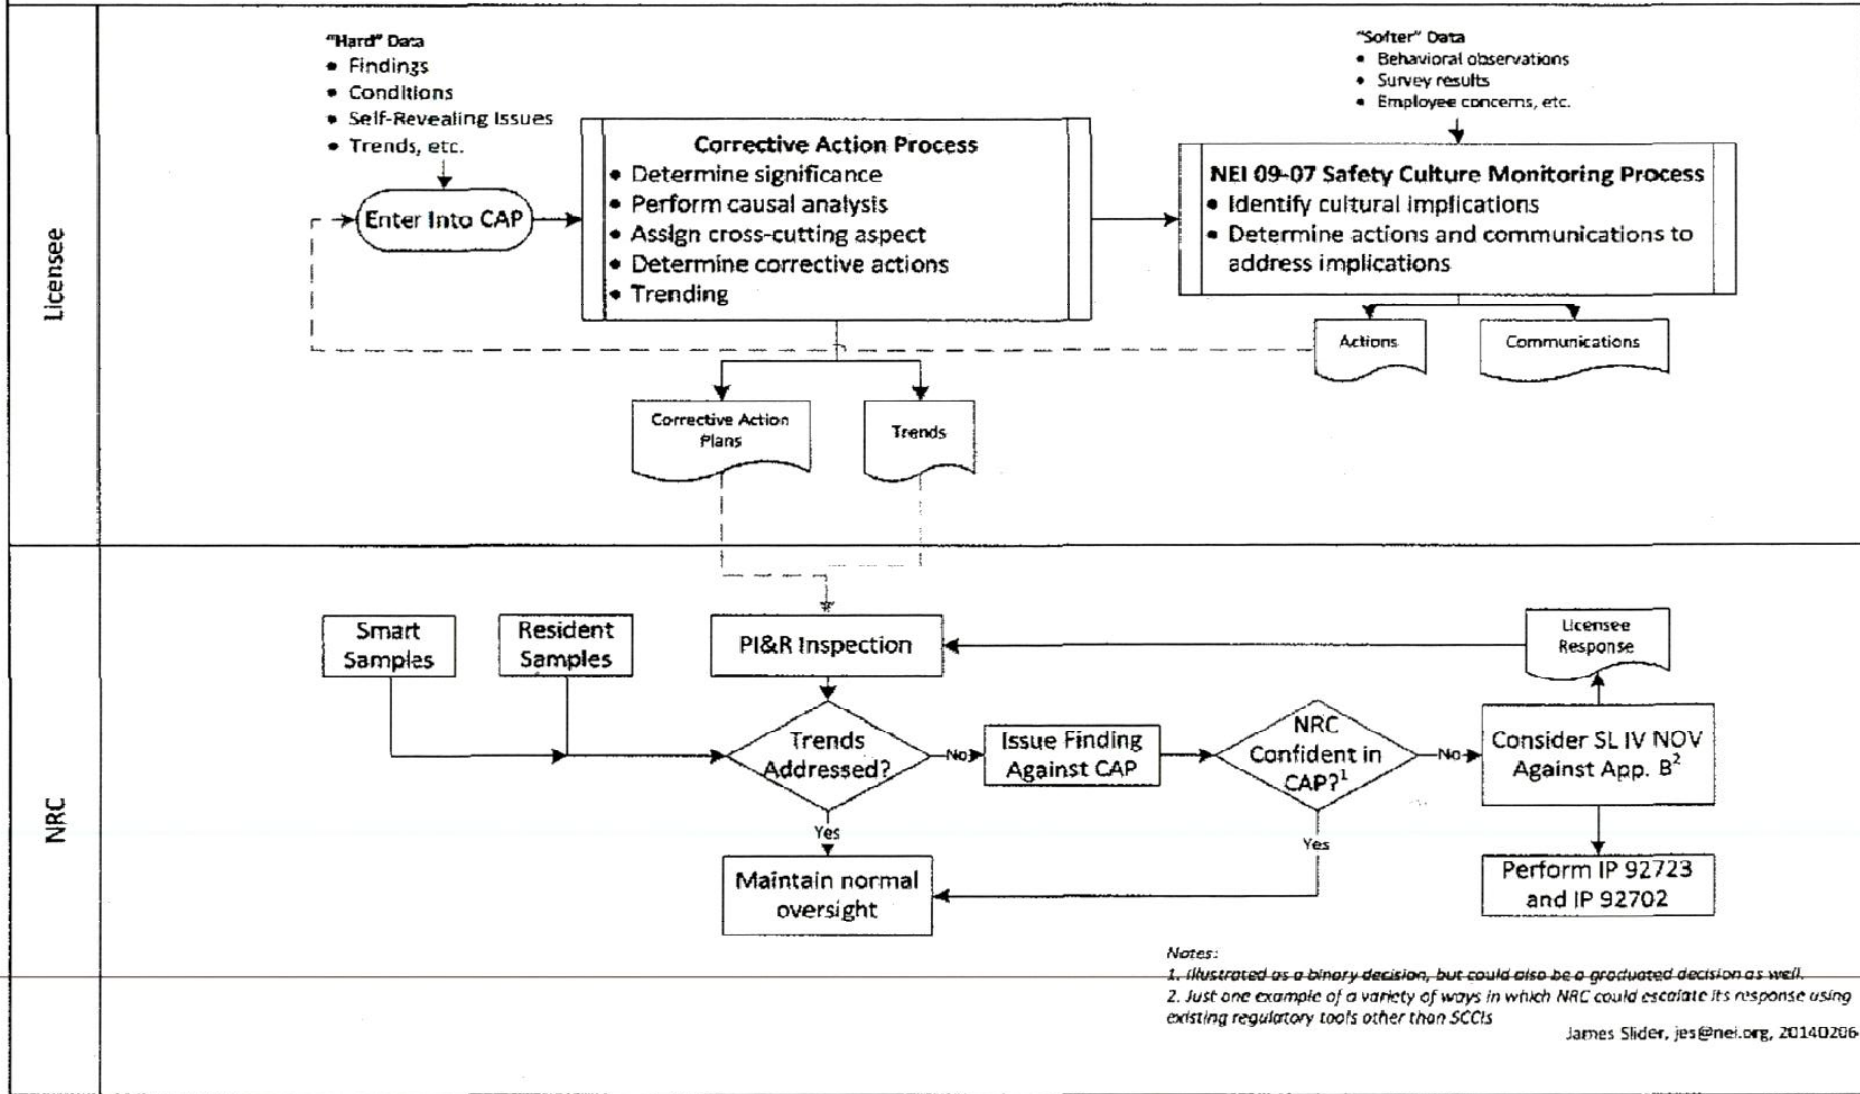 Licensee
"Hard" Data
• Findings
• Conditions
• Self-Revealing Issues
• Trends, etc.
Enter Into CAP
Corrective Action Process
• Determine significance
• Perform causal analysis
• Assign cross-cutting aspect
• Determine corrective actions
• Trending
"Softer" Data
• Behavioral observations
• Survey results
• Employee concerns, etc.
NEI 09-07 Safety Culture Monitoring Process
• Identify cultural implications
• Determine actions and communications to
address implications
Actions
Communications
Corrective Action
Plans
Trends
NRC
Smart
Samples
Resident
Samples
PI&R Inspection
Licensee
Response
Trends
Addressed?
No
Issue Finding
Against CAP
NRC
Confident in
CAP?1
No
Consider SL IV NOV
Against App. B2
Yes
Yes
Maintain normal
oversight
Perform IP 92723
and IP 92702
Notes:
1. Illustrated as a binary decision, but could also be a graduated decision as well.
2. Just one example of a variety of ways in which NRC could escalate its response using
existing regulatory tools other than SCCIs
James Slider, jes@nei.org, 20140206